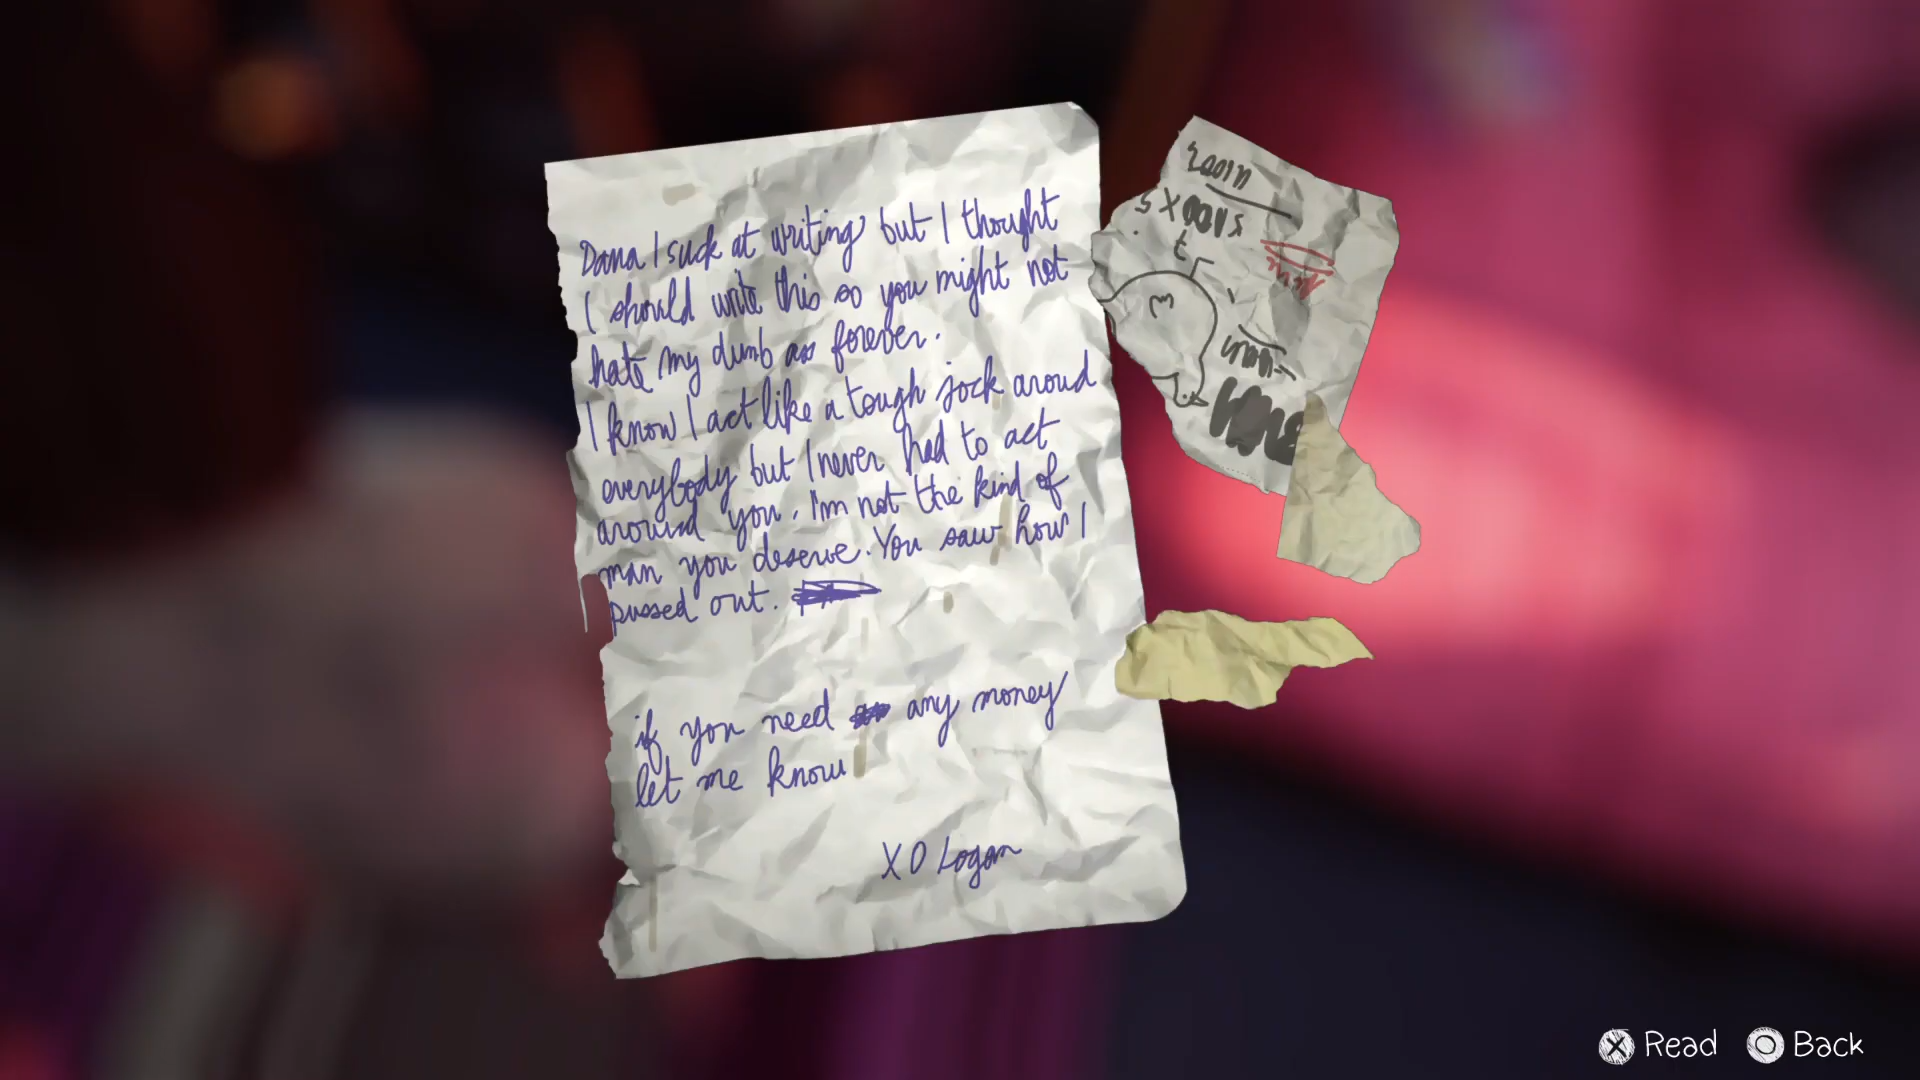 Dana I suck at writing but I thought
I should write this so you might not
hate my dumb ass forever.
I know I act like a tough jock aroud
everybody but I never had to act
around you. I'm not the kind of
man you deserve. You saw how I
pussed out.
if you need any money
let me know
XO Logan
Read
Back